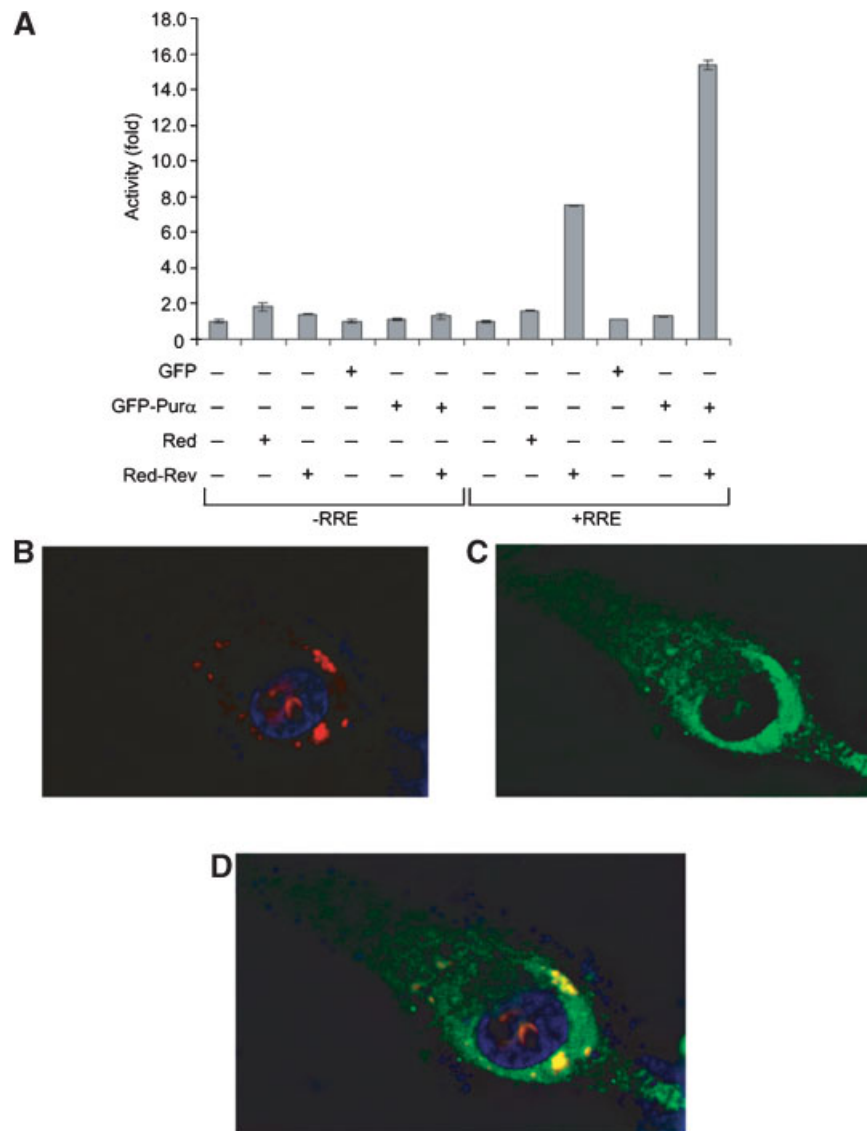 A
Activity (fold)
18.0
16.0
14.0
12.0
10.0
8.0
6.0
4.0
2.0
0
GFP – – – + – – – – – + – –
GFP-Purα – – – – + + – – – – + +
Red – + – – – – – + – – – –
Red-Rev – – + – – + – – + – – +
-RRE +RRE
B
C
D